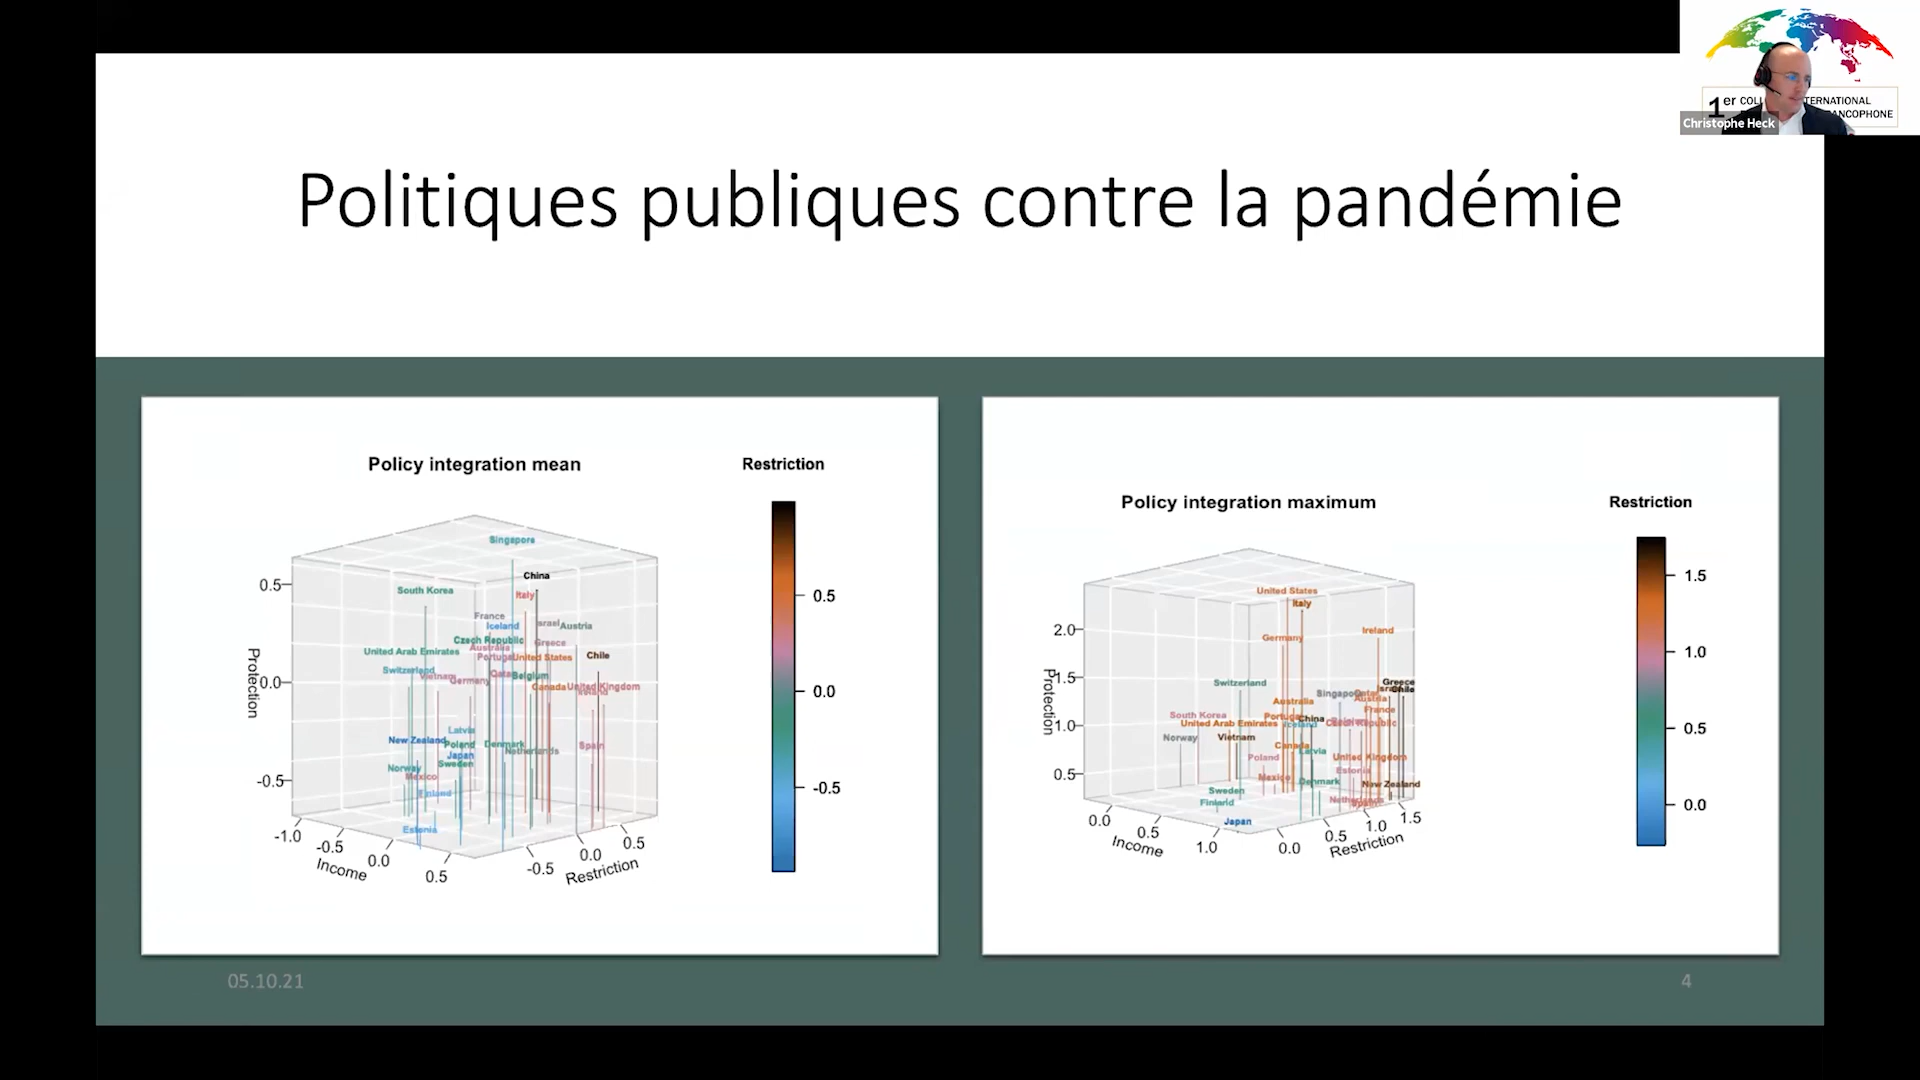 1er COLL TERNATIONAL
ANCOPHONE
Christophe Heck
Politiques publiques contre la pandémie
Policy integration mean
Restriction
Singapore
China
0.5
South Korea
Italy
0.5
France
Iceland
Israel
Austria
Czech Republic
Greece
Australia
United Arab Emirates
Portugal
United States
Chile
Switzerland
Vietnam
Qatar
Belgium
Germany
Protection
0.0
Canada
United Kingdom
Ireland
0.0
Latvia
New Zealand
Poland
Denmark
Netherlands
Spain
Japan
Sweden
Norway
Mexico
-0.5
-0.5
Finland
Estonia
-1.0
-0.5
0.0
0.5
Income
-0.5
0.0
0.5
Restriction
Policy integration maximum
Restriction
1.5
United States
Italy
2.0
Germany
Ireland
1.0
Protection
1.5
Switzerland
Greece
Singapore
Qatar
Israel
Chile
Austria
Australia
France
South Korea
Portugal
China
1.0
United Arab Emirates
Iceland
Belgium
Czech Republic
0.5
Norway
Vietnam
Canada
Latvia
Poland
United Kingdom
0.5
Mexico
Estonia
Denmark
New Zealand
Sweden
Finland
Netherlands
Spain
0.0
Japan
0.0
0.5
1.0
Income
0.0
0.5
1.0
1.5
Restriction
05.10.21
4